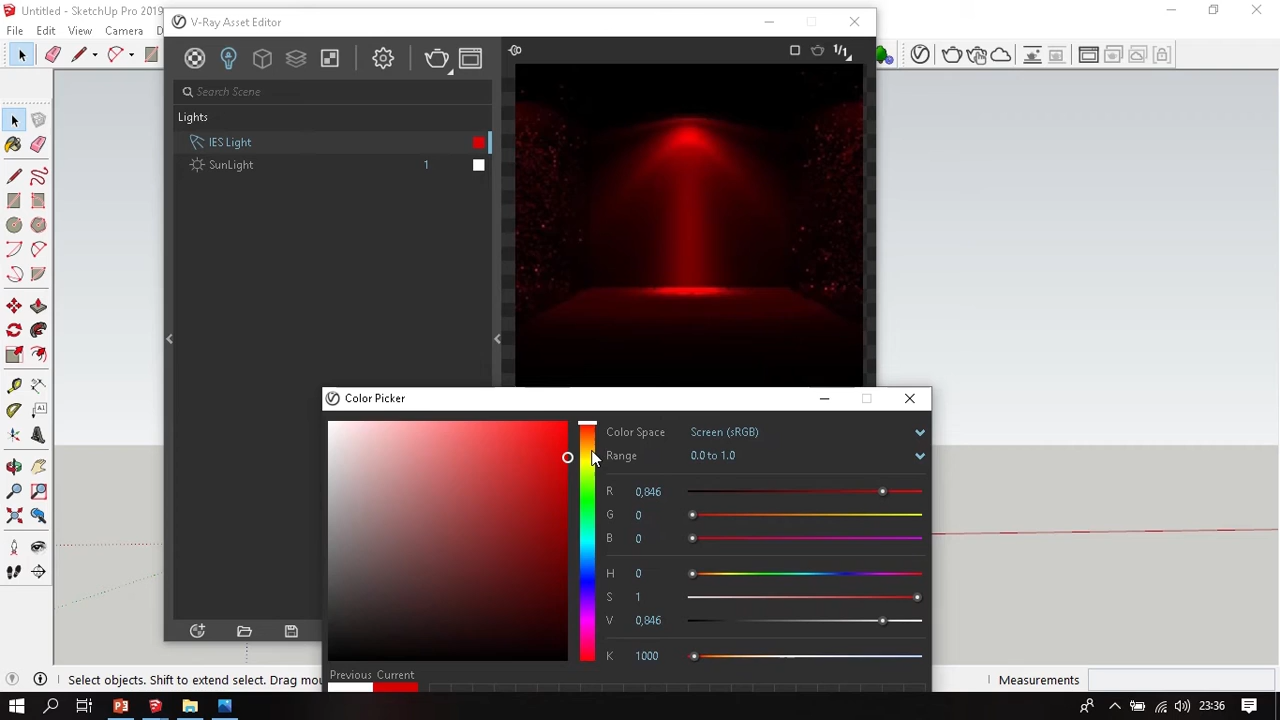 Untitled - SketchUp Pro 2019
V-Ray Asset Editor
File
Edit
View
Camera
1/1
Search Scene
Lights
IES Light
SunLight
1
Color Picker
Color Space
Screen (sRGB)
Range
0.0 to 1.0
R
0,846
G
0
B
0
H
0
S
1
V
0,846
K
1000
Previous
Current
Select objects. Shift to extend select. Drag mou
Measurements
23:36